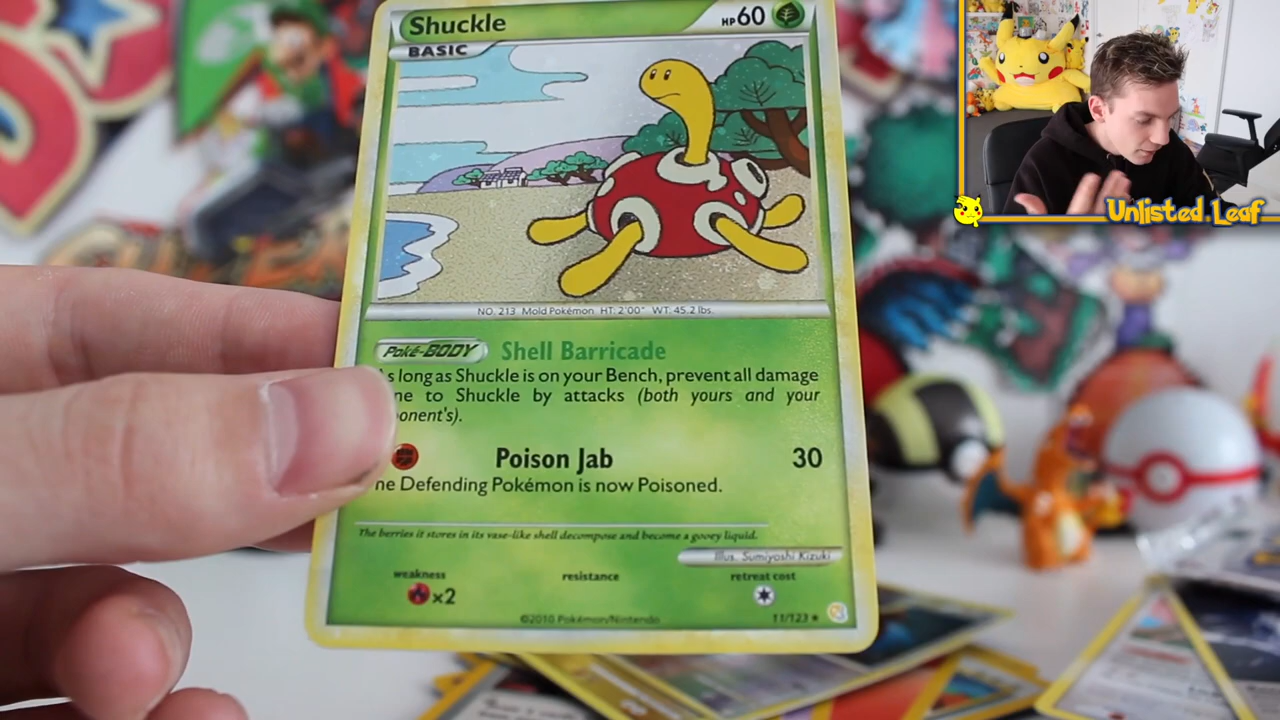 Shuckle
HP60
BASIC
Unlisted Leaf
NO. 213 Mold Pokémon HT: 2'00" WT: 45.2 lbs.
Poké-BODY Shell Barricade
s long as Shuckle is on your Bench, prevent all damage
ne to Shuckle by attacks (both yours and your
onent's).
Poison Jab 30
he Defending Pokémon is now Poisoned.
The berries it stores in its vase-like shell decompose and become a gooey liquid.
Illus. Sumiyoshi Kizuki
weakness resistance retreat cost
×2
©2010 Pokémon/Nintendo 11/123 ★